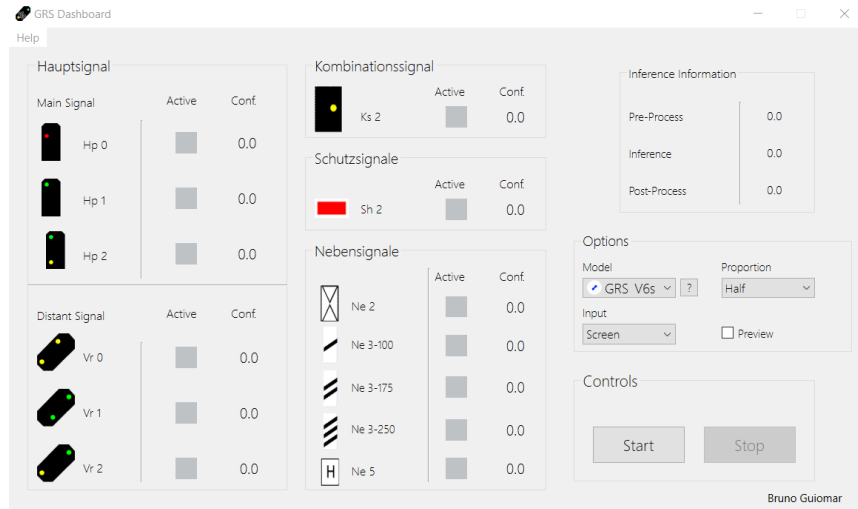 GRS Dashboard
Help
Hauptsignal
Main Signal Active Conf.
Hp 0 0.0
Hp 1 0.0
Hp 2 0.0
Distant Signal Active Conf.
Vr 0 0.0
Vr 1 0.0
Vr 2 0.0
Kombinationssignal
Active Conf.
Ks 2 0.0
Schutzsignale
Active Conf.
Sh 2 0.0
Nebensignale
Active Conf.
Ne 2 0.0
Ne 3-100 0.0
Ne 3-175 0.0
Ne 3-250 0.0
H Ne 5 0.0
Inference Information
Pre-Process 0.0
Inference 0.0
Post-Process 0.0
Options
Model Proportion
GRS V6s ? Half
Input
Screen Preview
Controls
Start Stop
Bruno Guiomar